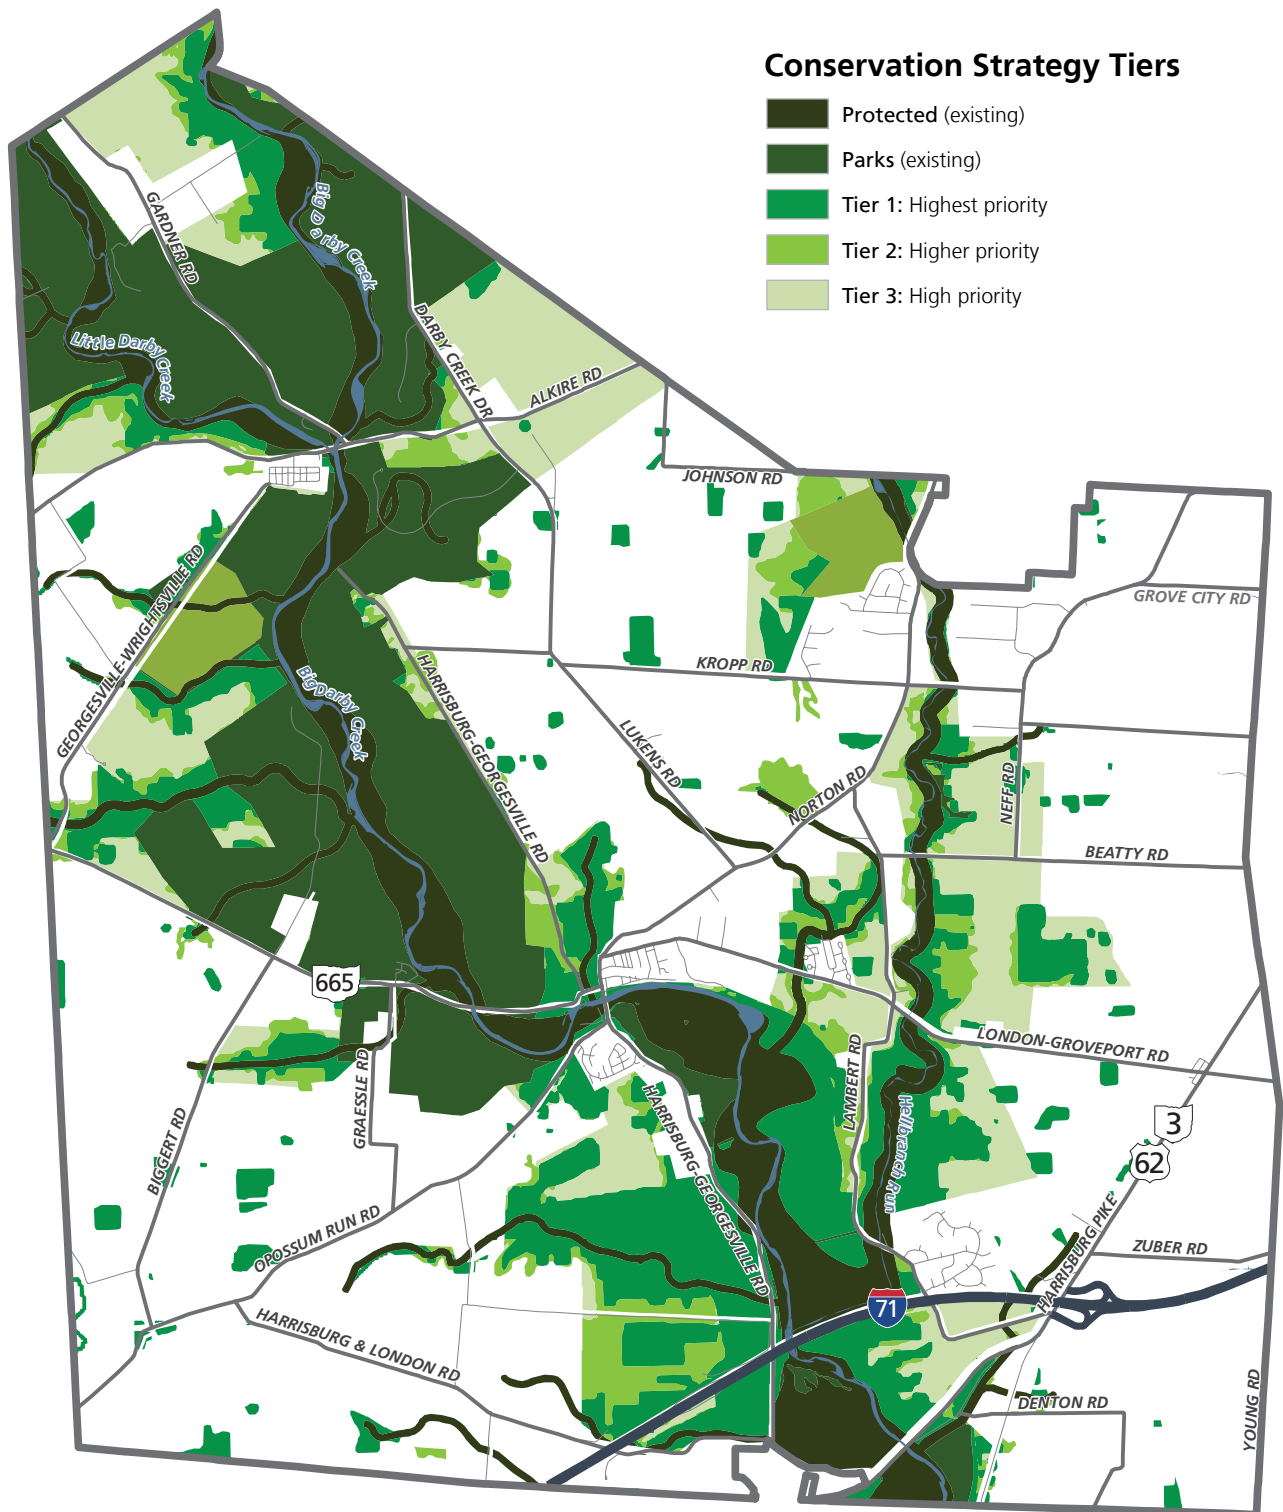 Conservation Strategy Tiers
Protected (existing)
Parks (existing)
Tier 1: Highest priority
Tier 2: Higher priority
Tier 3: High priority
GARDNER RD
Big Darby Creek
Little Darby Creek
DARBY CREEK DR
ALKIRE RD
JOHNSON RD
GEORGESVILLE-WRIGHTSVILLE RD
GROVE CITY RD
KROPP RD
HARRISBURG-GEORGESVILLE RD
Big Darby Creek
LUKENS RD
NORTON RD
NEFF RD
BEATTY RD
665
LONDON-GROVEPORT RD
GRAESSLE RD
LAMBERT RD
HARRISBURG-GEORGESVILLE RD
Hellbranch Run
3
62
BIGGERT RD
OPOSSUM RUN RD
HARRISBURG PIKE
ZUBER RD
71
HARRISBURG & LONDON RD
DENTON RD
YOUNG RD